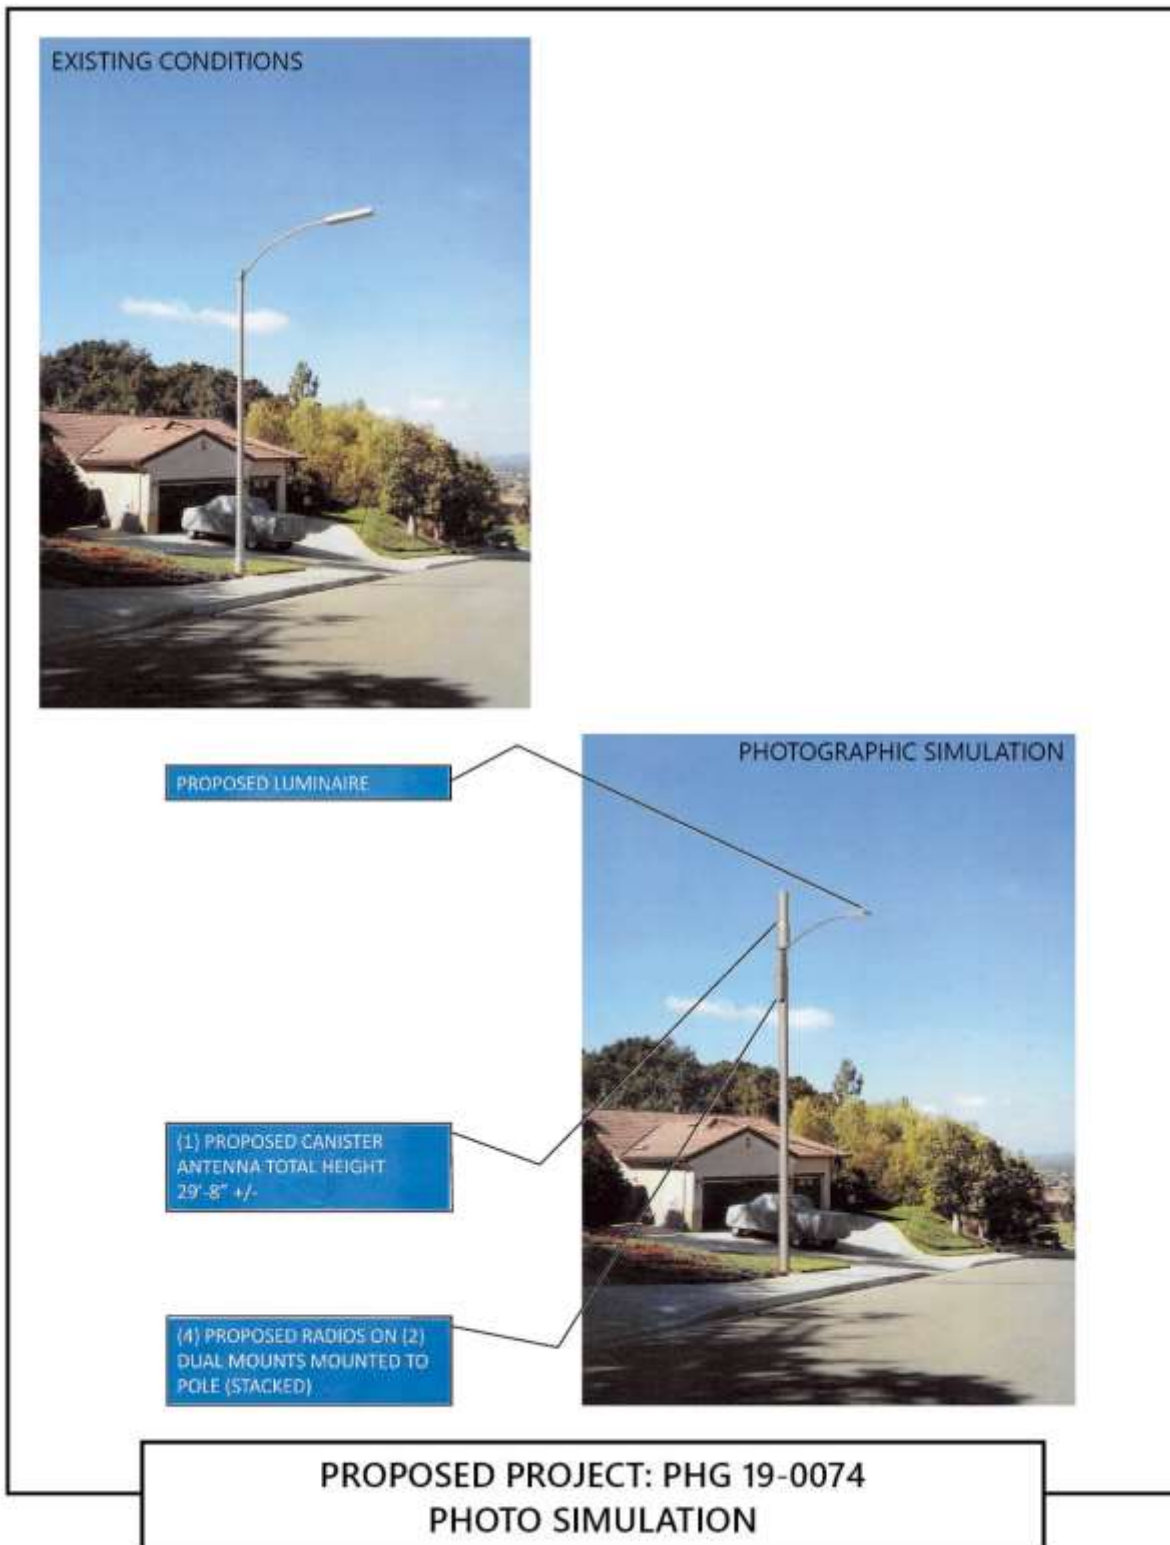 EXISTING CONDITIONS
PROPOSED LUMINAIRE
PHOTOGRAPHIC SIMULATION
(1) PROPOSED CANISTER
ANTENNA TOTAL HEIGHT
29'-8" +/-
(4) PROPOSED RADIOS ON (2)
DUAL MOUNTS MOUNTED TO
POLE (STACKED)
PROPOSED PROJECT: PHG 19-0074
PHOTO SIMULATION